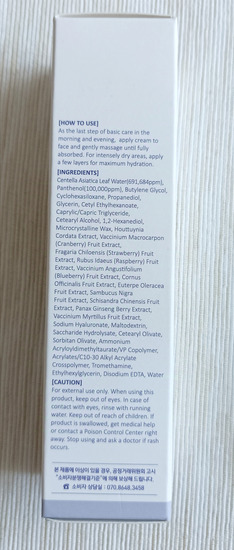 [HOW TO USE]
As the last step of basic care in the
morning and evening, apply cream to
face and gently massage until fully
absorbed. For intensely dry areas, apply
a few layers for maximum hydration.
[INGREDIENTS]
Centella Asiatica Leaf Water(691,684ppm),
Panthenol(100,000ppm), Butylene Glycol,
Cyclohexasiloxane, Propanediol,
Glycerin, Cetyl Ethylhexanoate,
Caprylic/Capric Triglyceride,
Cetearyl Alcohol, 1,2-Hexanediol,
Microcrystalline Wax, Houttuynia
Cordata Extract, Vaccinium Macrocarpon
(Cranberry) Fruit Extract,
Fragaria Chiloensis (Strawberry) Fruit
Extract, Rubus Idaeus (Raspberry) Fruit
Extract, Vaccinium Angustifolium
(Blueberry) Fruit Extract, Cornus
Officinalis Fruit Extract, Euterpe Oleracea
Fruit Extract, Sambucus Nigra
Fruit Extract, Schisandra Chinensis Fruit
Extract, Panax Ginseng Berry Extract,
Vaccinium Myrtillus Fruit Extract,
Sodium Hyaluronate, Maltodextrin,
Saccharide Hydrolysate, Cetearyl Olivate,
Sorbitan Olivate, Ammonium
Acryloyldimethyltaurate/VP Copolymer,
Acrylates/C10-30 Alkyl Acrylate
Crosspolymer, Tromethamine,
Ethylhexylglycerin, Disodium EDTA, Water
[CAUTION]
For external use only. When using this
product, keep out of eyes. In case of
contact with eyes, rinse with running
water. Keep out of reach of children. If
product is swallowed, get medical help
or contact a Poison Control Center right
away. Stop using and ask a doctor if rash
occurs.
본 제품에 이상이 있을 경우, 공정거래위원회 고시
"소비자분쟁해결기준"에 의해 보상해 드립니다.
소비자 상담실 : 070.8648.3458